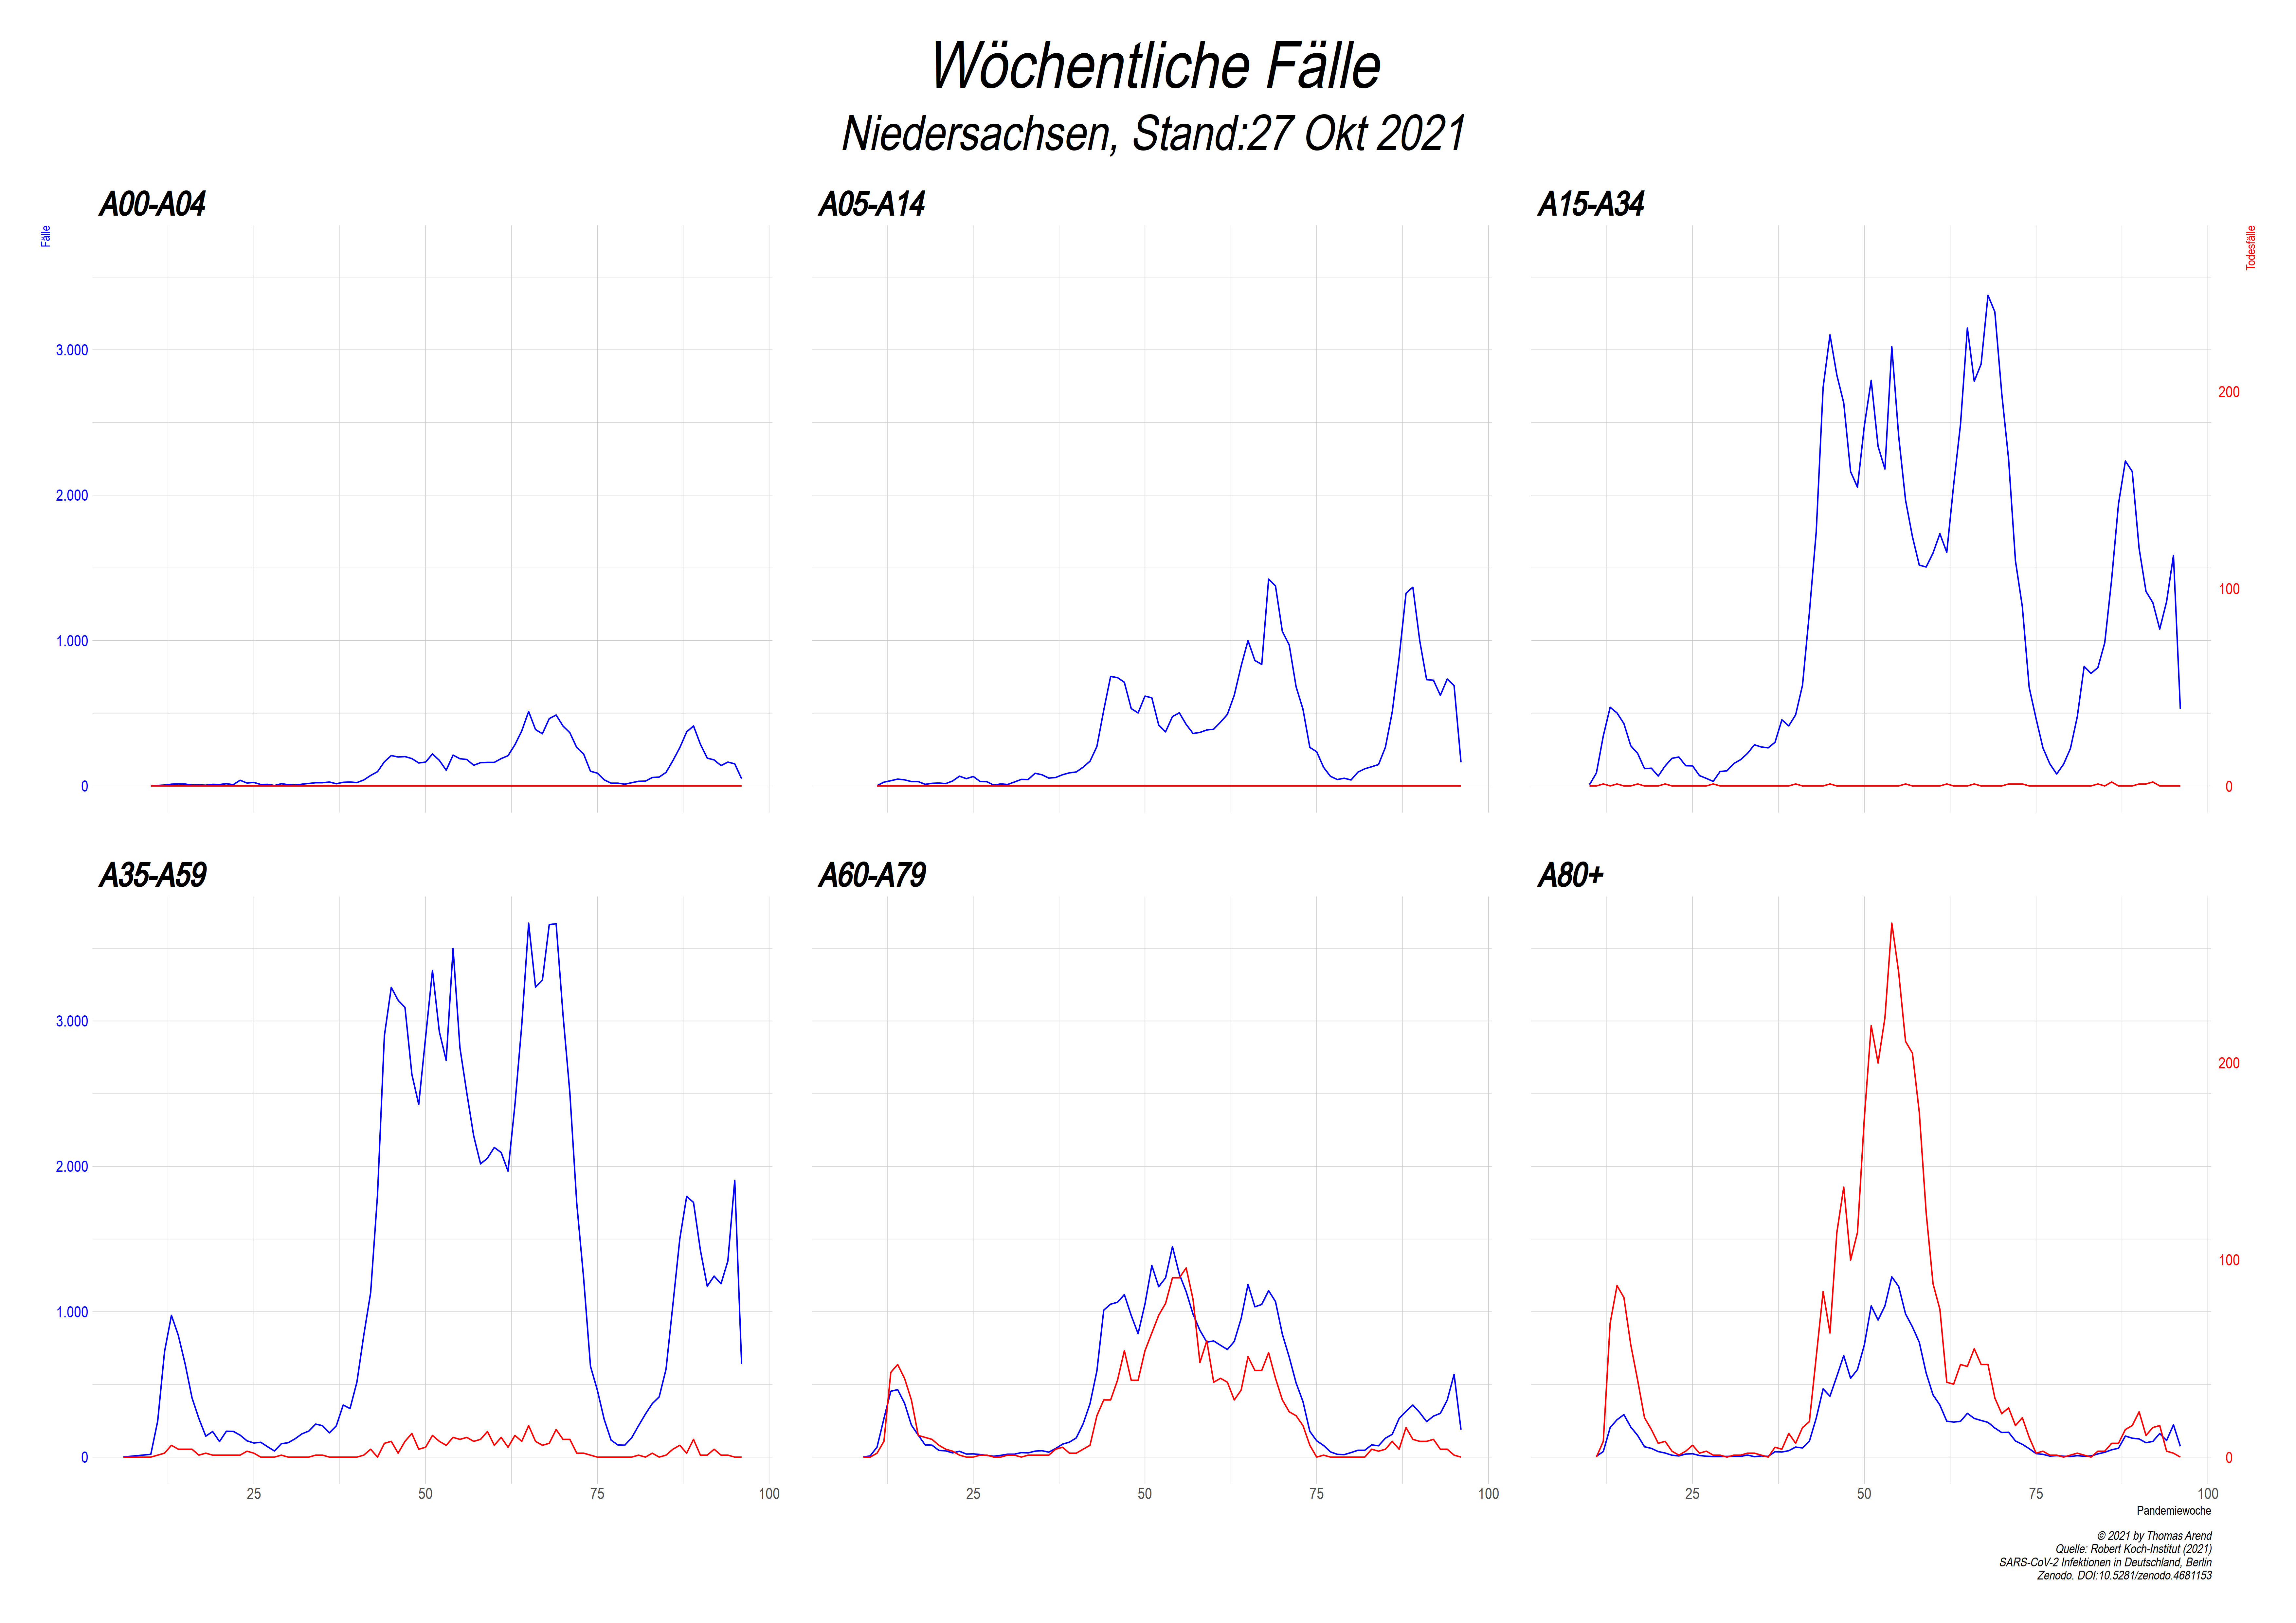 Wöchentliche Fälle
Niedersachsen, Stand:27 Okt 2021
A00-A04
A05-A14
A15-A34
Fälle
Todesfälle
3.000
2.000
1.000
0
200
100
0
A35-A59
A60-A79
A80+
3.000
2.000
1.000
0
200
100
0
25 50 75 100
25 50 75 100
25 50 75 100
Pandemiewoche
© 2021 by Thomas Arend
Quelle: Robert Koch-Institut (2021)
SARS-CoV-2 Infektionen in Deutschland, Berlin
Zenodo. DOI:10.5281/zenodo.4681153